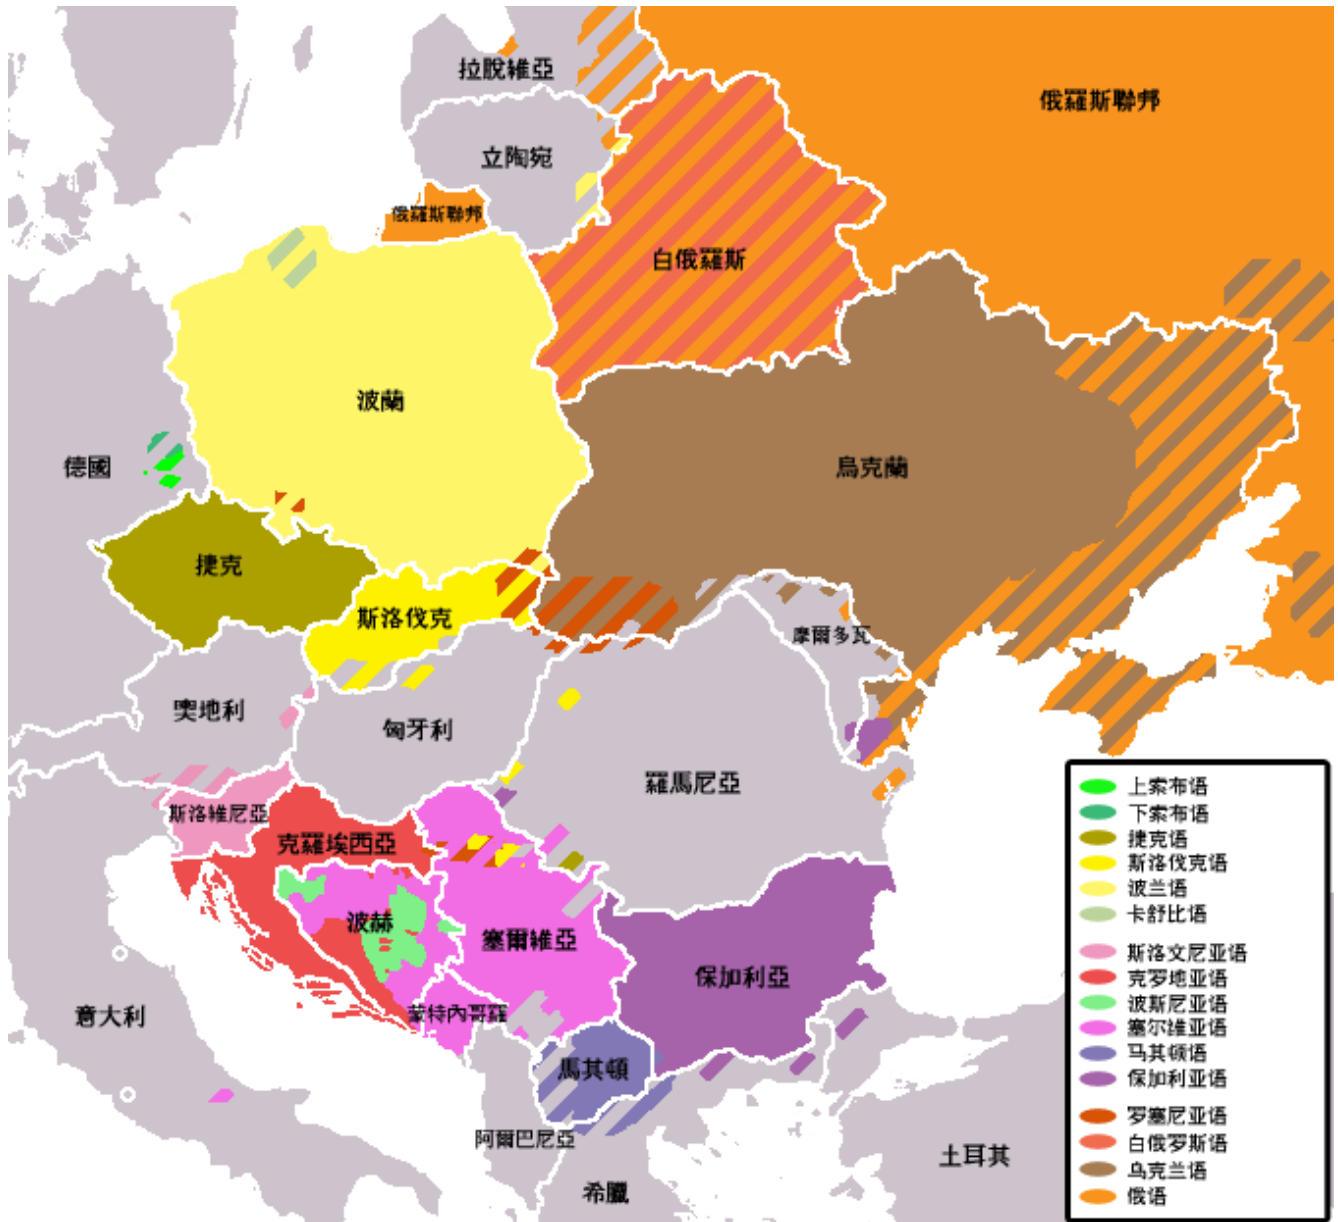 拉脫維亞
俄羅斯聯邦
立陶宛
俄羅斯聯邦
白俄羅斯
波蘭
德國
烏克蘭
捷克
斯洛伐克
摩爾多瓦
奧地利
匈牙利
羅馬尼亞
斯洛維尼亞
克羅埃西亞
波赫
塞爾維亞
保加利亞
意大利
蒙特內哥羅
馬其頓
阿爾巴尼亞
土耳其
希臘
上索布语
下索布语
捷克语
斯洛伐克语
波兰语
卡舒比语
斯洛文尼亚语
克罗地亚语
波斯尼亚语
塞尔维亚语
马其顿语
保加利亚语
罗塞尼亚语
白俄罗斯语
乌克兰语
俄语